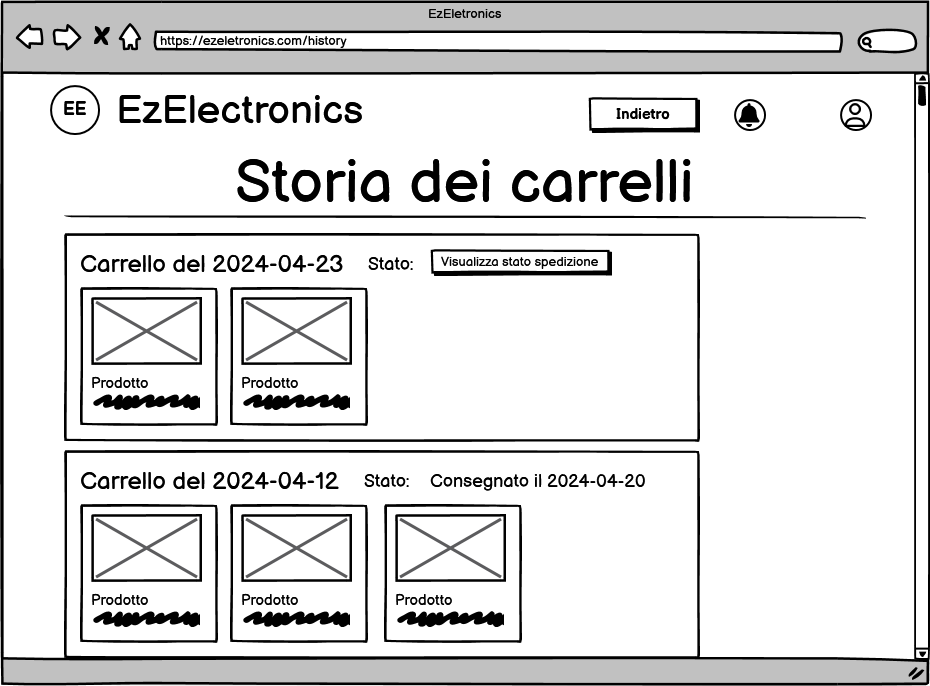 EzEletronics
https://ezeletronics.com/history
EE
EzElectronics
Indietro
Storia dei carrelli
Carrello del 2024-04-23 Stato: Visualizza stato spedizione
Prodotto Prodotto
Carrello del 2024-04-12 Stato: Consegnato il 2024-04-20
Prodotto Prodotto Prodotto